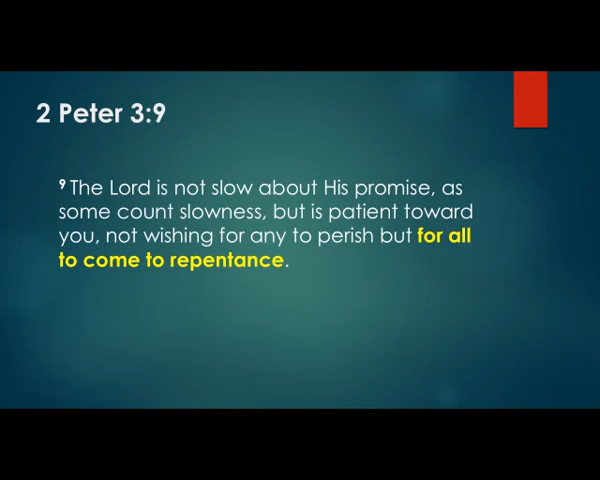 2 Peter 3:9
9 The Lord is not slow about His promise, as
some count slowness, but is patient toward
you, not wishing for any to perish but for all
to come to repentance.